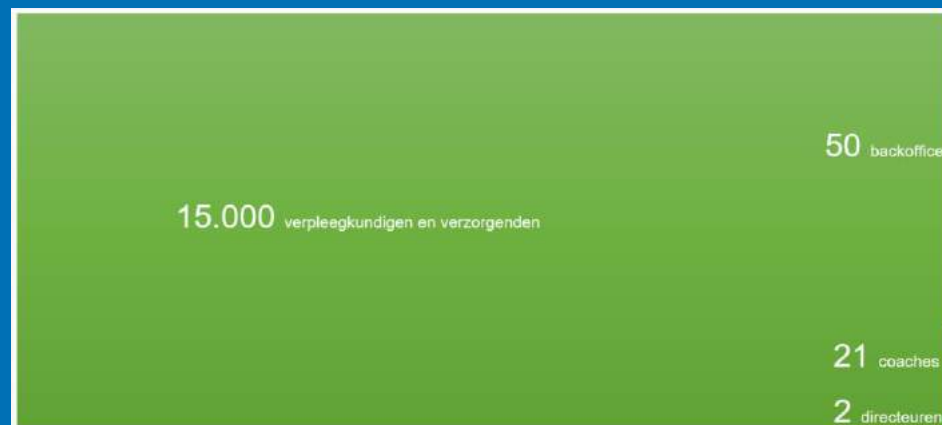 50 backoffice
15.000 verpleegkundigen en verzorgenden
21 coaches
2 directeuren